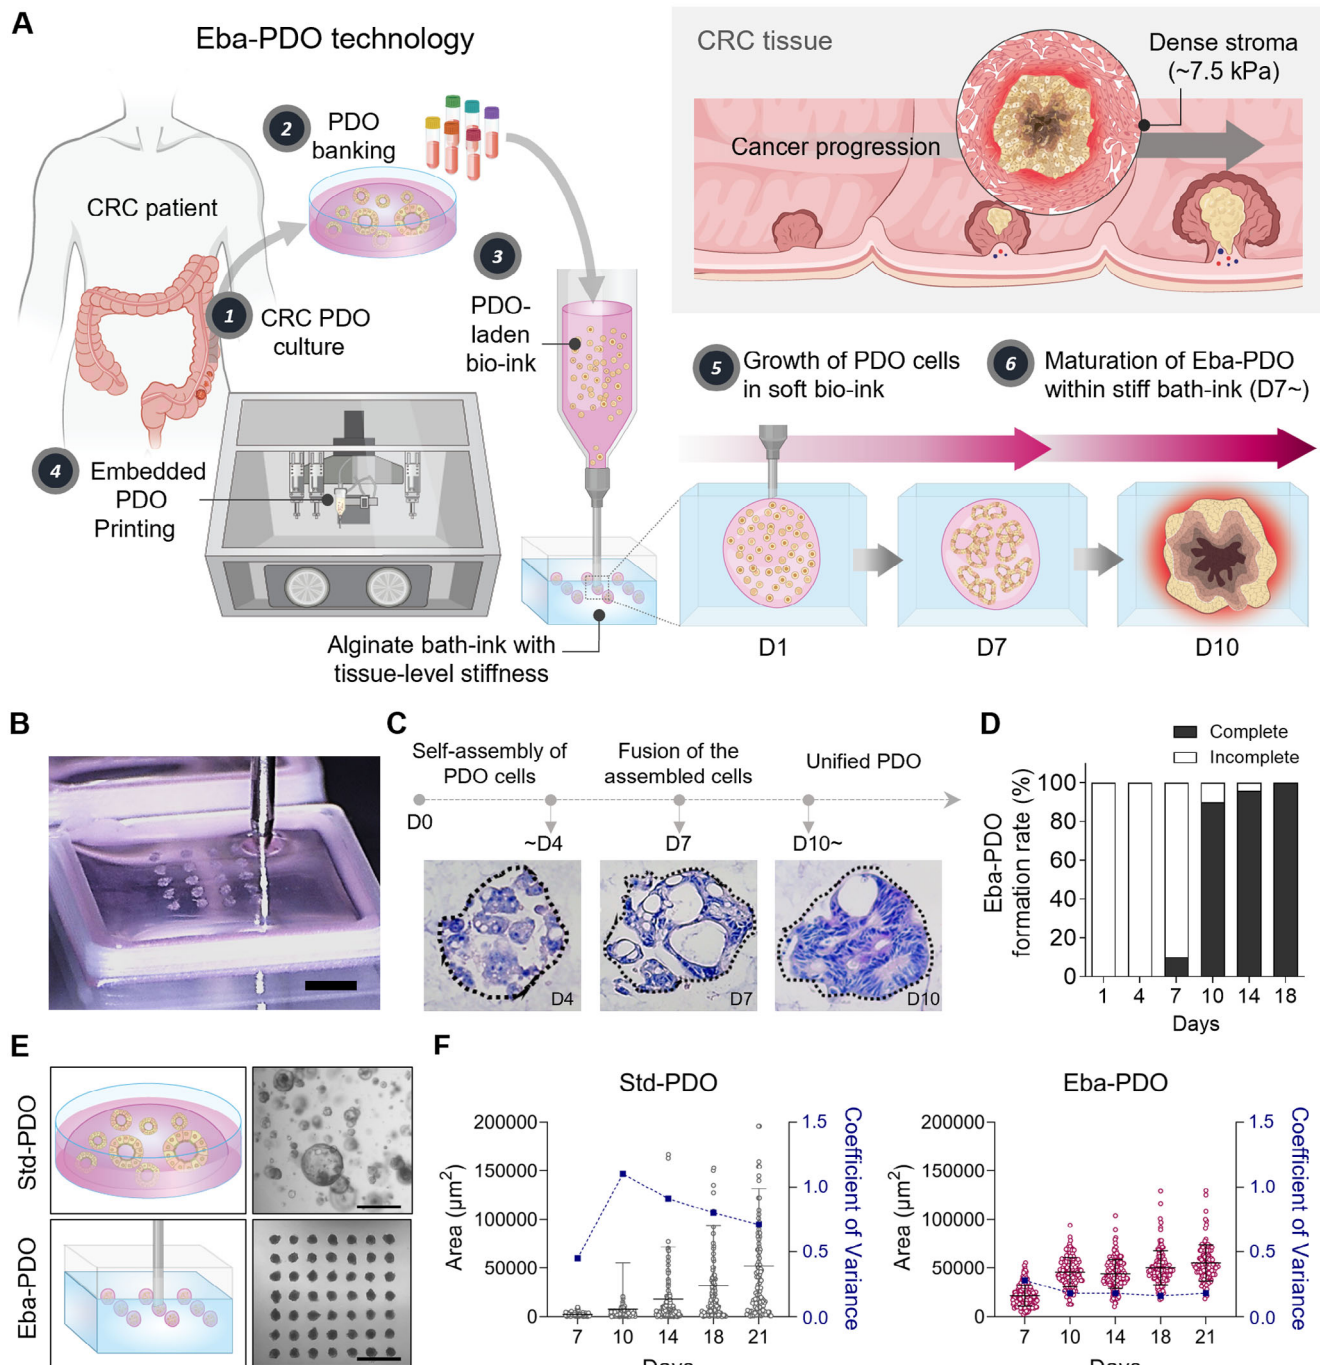 A
Eba-PDO technology
CRC patient
1
CRC PDO
culture
2
PDO
banking
3
PDO-
laden
bio-ink
4
Embedded
PDO
Printing
Alginate bath-ink with
tissue-level stiffness
CRC tissue
Dense stroma
(~7.5 kPa)
Cancer progression
5
Growth of PDO cells
in soft bio-ink
6
Maturation of Eba-PDO
within stiff bath-ink (D7~)
D1
D7
D10
B
C
Self-assembly of
PDO cells
Fusion of the
assembled cells
Unified PDO
D0
~D4
D7
D10~
D4
D7
D10
D
Complete
Incomplete
Eba-PDO
formation rate (%)
100
80
60
40
20
0
1 4 7 10 14 18
Days
E
Std-PDO
Eba-PDO
F
Std-PDO
Area (µm²)
200000
150000
100000
50000
0
7 10 14 18 21
Days
1.5
1.0
0.5
0.0
Coefficient of Variance
Eba-PDO
Area (µm²)
200000
150000
100000
50000
0
7 10 14 18 21
Days
1.5
1.0
0.5
0.0
Coefficient of Variance